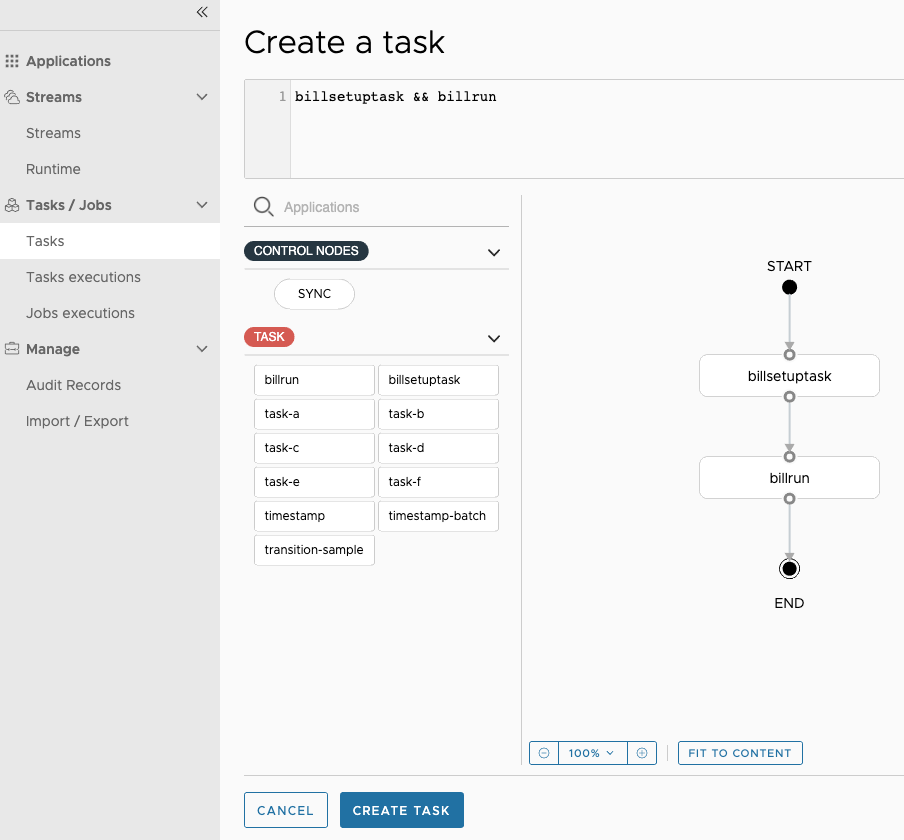 Applications
Streams
Streams
Runtime
Tasks / Jobs
Tasks
Tasks executions
Jobs executions
Manage
Audit Records
Import / Export
Create a task
1 billsetuptask && billrun
Applications
CONTROL NODES
SYNC
TASK
billrun billsetuptask
task-a task-b
task-c task-d
task-e task-f
timestamp timestamp-batch
transition-sample
START
billsetuptask
billrun
END
100%
FIT TO CONTENT
CANCEL
CREATE TASK